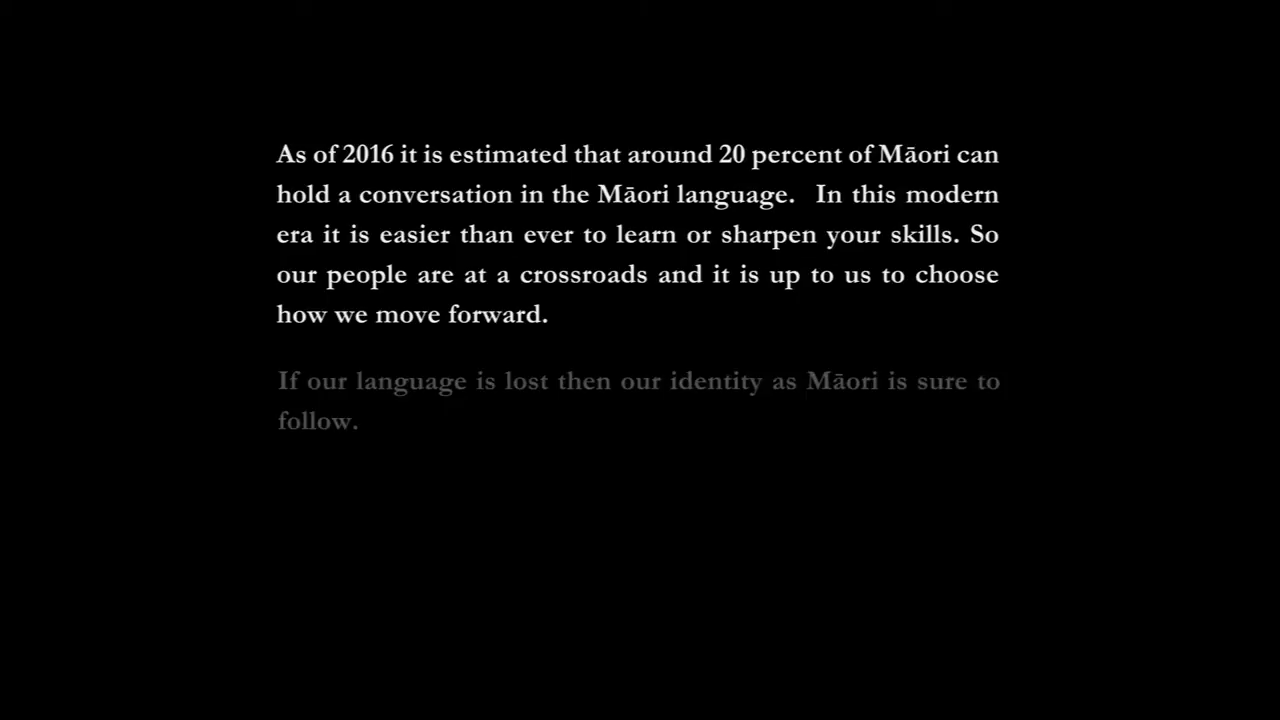 As of 2016 it is estimated that around 20 percent of Māori can
hold a conversation in the Māori language.  In this modern
era it is easier than ever to learn or sharpen your skills. So
our people are at a crossroads and it is up to us to choose
how we move forward.
If our language is lost then our identity as Māori is sure to
follow.